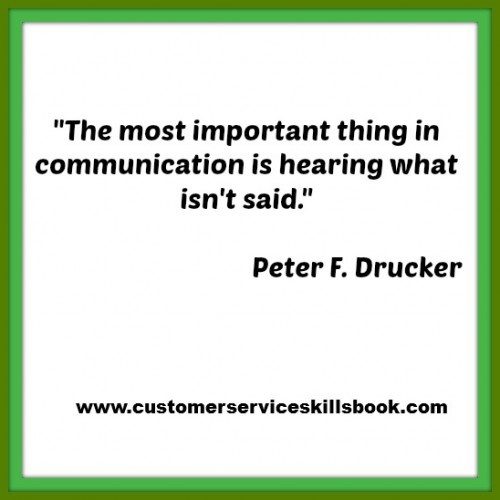 "The most important thing in
communication is hearing what
isn't said."
Peter F. Drucker
www.customerserviceskillsbook.com